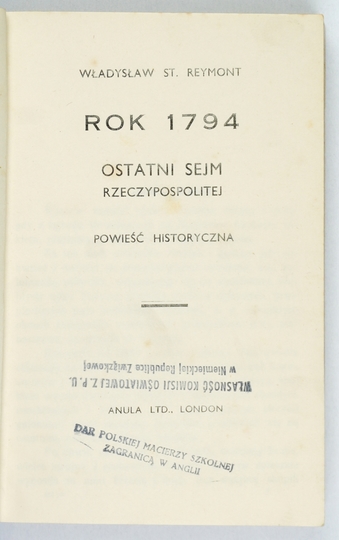 WŁADYSŁAW ST. REYMONT
ROK 1794
OSTATNI SEJM
RZECZYPOSPOLITEJ
POWIEŚĆ HISTORYCZNA
WŁASNOŚĆ KOMISJI OŚWIATOWEJ Z. P. U.
w Niemieckiej Republice Związkowej
ANULA LTD., LONDON
DAR POLSKIEJ MACIERZY SZKOLNEJ
ZAGRANICĄ W ANGLII